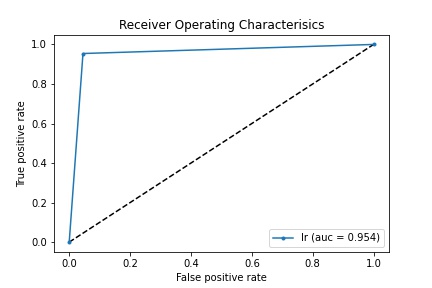 Receiver Operating Characterisics
1.0
0.8
0.6
0.4
0.2
0.0
True positive rate
lr (auc = 0.954)
0.0 0.2 0.4 0.6 0.8 1.0
False positive rate